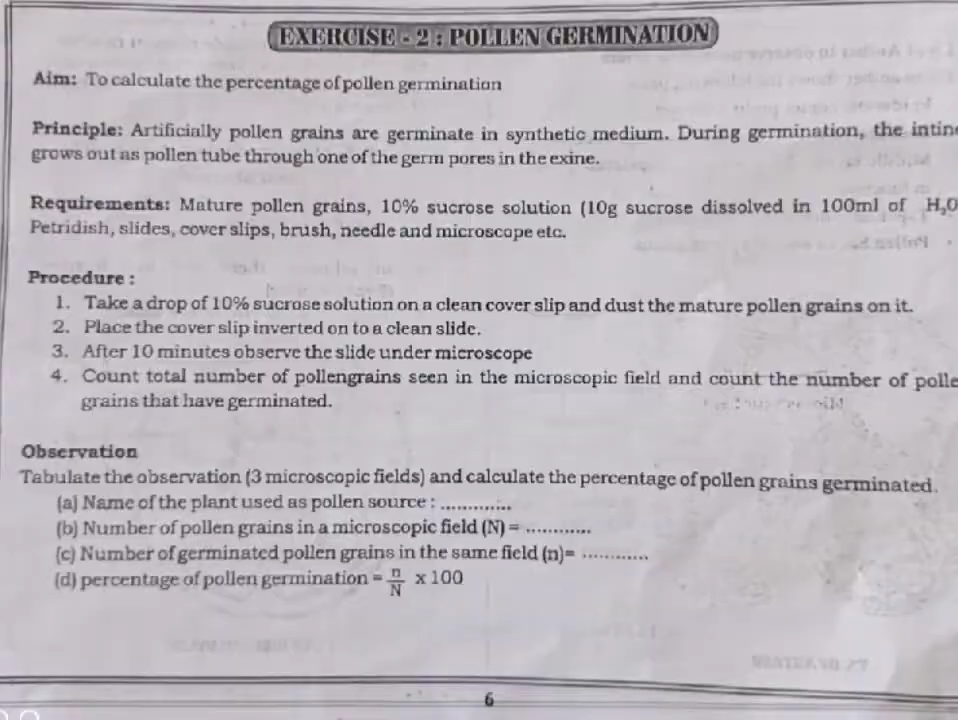 EXERCISE - 2 : POLLEN GERMINATION
Aim: To calculate the percentage of pollen germination
Principle: Artificially pollen grains are germinate in synthetic medium. During germination, the intine
grows out as pollen tube through one of the germ pores in the exine.
Requirements: Mature pollen grains, 10% sucrose solution (10g sucrose dissolved in 100ml of H₂O
Petridish, slides, cover slips, brush, needle and microscope etc.
Procedure :
1. Take a drop of 10% sucrose solution on a clean cover slip and dust the mature pollen grains on it.
2. Place the cover slip inverted on to a clean slide.
3. After 10 minutes observe the slide under microscope
4. Count total number of pollengrains seen in the microscopic field and count the number of polle
grains that have germinated.
Observation
Tabulate the observation (3 microscopic fields) and calculate the percentage of pollen grains germinated.
(a) Name of the plant used as pollen source : .............
(b) Number of pollen grains in a microscopic field (N) = ............
(c) Number of germinated pollen grains in the same field (n)= ............
(d) percentage of pollen germination = n/N x 100
6